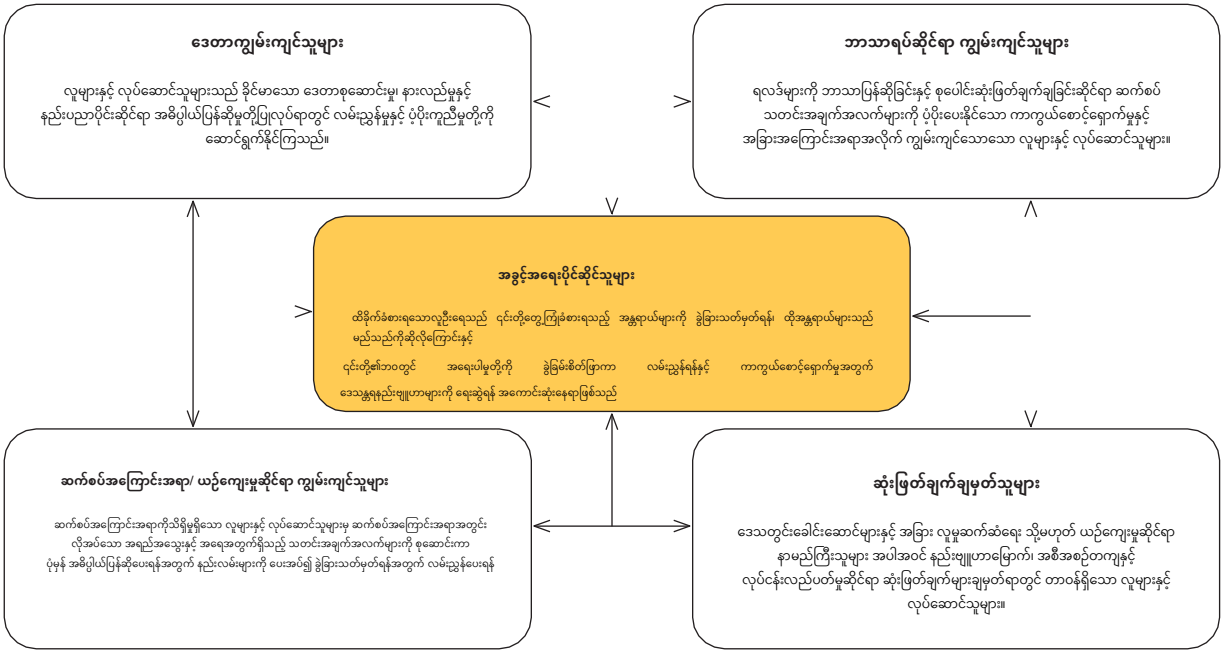 ဒေတာကျွမ်းကျင်သူများ
လူများနှင့် လုပ်ဆောင်သူများသည် ခိုင်မာသော ဒေတာစုဆောင်းမှု၊ နားလည်မှုနှင့်
နည်းပညာပိုင်းဆိုင်ရာ အဓိပ္ပါယ်ပြန်ဆိုမှုတို့ပြုလုပ်ရာတွင် လမ်းညွှန်မှုနှင့် ပံ့ပိုးကူညီမှုတို့ကို
ဆောင်ရွက်နိုင်ကြသည်။
ဘာသာရပ်ဆိုင်ရာ ကျွမ်းကျင်သူများ
ရလဒ်များကို ဘာသာပြန်ဆိုခြင်းနှင့် စုပေါင်းဆုံးဖြတ်ချက်ချခြင်းဆိုင်ရာ ဆက်စပ်
သတင်းအချက်အလက်များကို ပံ့ပိုးပေးနိုင်သော ကာကွယ်စောင့်ရှောက်မှုနှင့်
အခြားအကြောင်းအရာအလိုက် ကျွမ်းကျင်သောသော လူများနှင့် လုပ်ဆောင်သူများ။
အခွင့်အရေးပိုင်ဆိုင်သူများ
ထိခိုက်ခံစားရသောလူဦးရေသည် ၎င်းတို့တွေ့ကြုံခံစားရသည့် အန္တရာယ်များကို ခွဲခြားသတ်မှတ်ရန်၊ ထိုအန္တရာယ်များသည်
မည်သည်ကိုဆိုလိုကြောင်းနှင့်
၎င်းတို့၏ဘဝတွင် အရေးပါမှုတို့ကို ခွဲခြမ်းစိတ်ဖြာကာ လမ်းညွှန်ရန်နှင့် ကာကွယ်စောင့်ရှောက်မှုအတွက်
ဒေသန္တရနည်းဗျူဟာများကို ရေးဆွဲရန် အကောင်းဆုံးနေရာဖြစ်သည်
ဆက်စပ်အကြောင်းအရာ/ ယဉ်ကျေးမှုဆိုင်ရာ ကျွမ်းကျင်သူများ
ဆက်စပ်အကြောင်းအရာကိုသိရှိမှုရှိသော လူများနှင့် လုပ်ဆောင်သူများမှ ဆက်စပ်အကြောင်းအရာအတွင်း
လိုအပ်သော အရည်အသွေးနှင့် အရေအတွက်ရှိသည့် သတင်းအချက်အလက်များကို စုဆောင်းကာ
ပုံမှန် အဓိပ္ပါယ်ပြန်ဆိုပေးရန်အတွက် နည်းလမ်းများကို ပေးအပ်၍ ခွဲခြားသတ်မှတ်ရန်အတွက် လမ်းညွှန်ပေးရန်
ဆုံးဖြတ်ချက်ချမှတ်သူများ
ဒေသတွင်းခေါင်းဆောင်များနှင့် အခြား လူမှုဆက်ဆံရေး သို့မဟုတ် ယဉ်ကျေးမှုဆိုင်ရာ
နာမည်ကြီးသူများ အပါအဝင် နည်းဗျူဟာမြောက်၊ အစီအစဉ်တကျနှင့်
လုပ်ငန်းလည်ပတ်မှုဆိုင်ရာ ဆုံးဖြတ်ချက်များချမှတ်ရာတွင် တာဝန်ရှိသော လူများနှင့်
လုပ်ဆောင်သူများ။